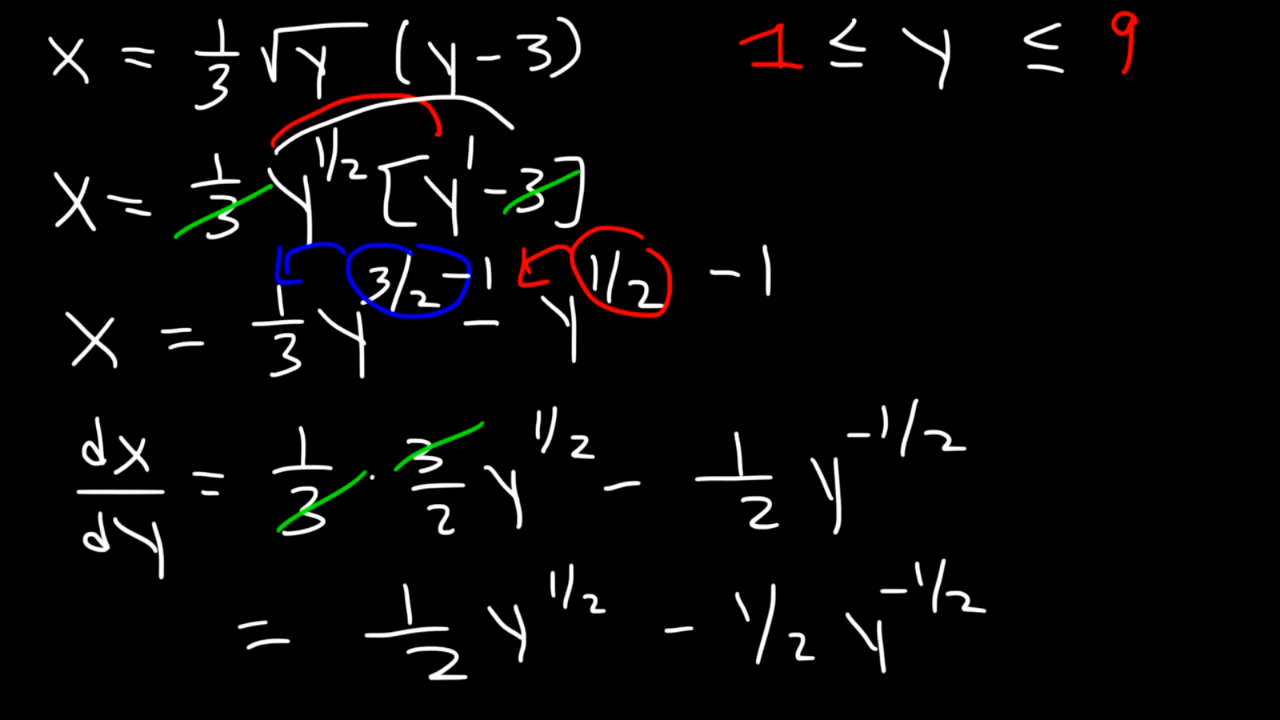 x = 1/3 √y (y - 3) 1 ≤ y ≤ 9
x = 1/3 y^1/2 [y^1 - 3]
x = 1/3 y^3/2 - 1 - y^1/2 - 1
dx/dy = 1/3 · 3/2 y^1/2 - 1/2 y^-1/2
= 1/2 y^1/2 - 1/2 y^-1/2